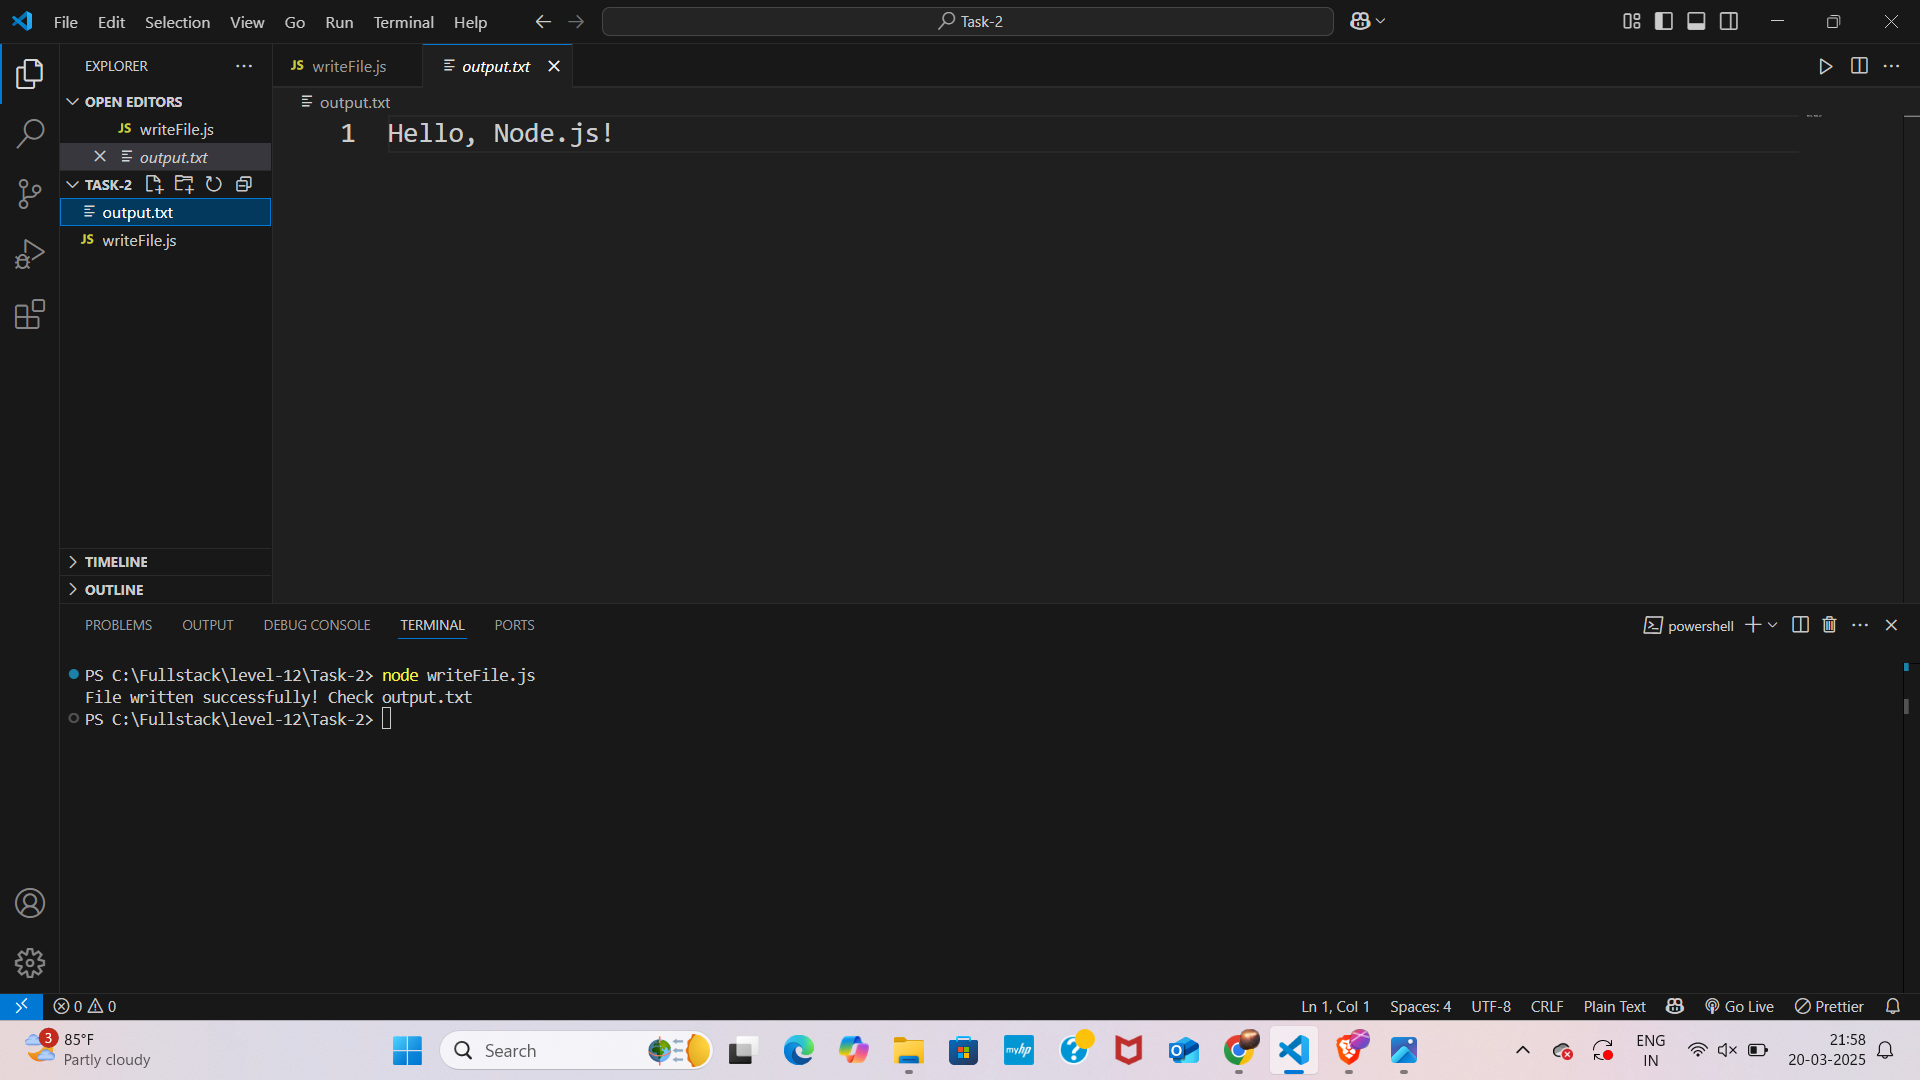 File Edit Selection View Go Run Terminal Help
Task-2
EXPLORER
OPEN EDITORS
JS writeFile.js
output.txt
TASK-2
output.txt
JS writeFile.js
TIMELINE
OUTLINE
JS writeFile.js
output.txt
output.txt
1 Hello, Node.js!
PROBLEMS OUTPUT DEBUG CONSOLE TERMINAL PORTS
powershell
PS C:\Fullstack\level-12\Task-2> node writeFile.js
File written successfully! Check output.txt
PS C:\Fullstack\level-12\Task-2>
0 0
Ln 1, Col 1 Spaces: 4 UTF-8 CRLF Plain Text Go Live Prettier
3
85°F
Partly cloudy
Search
myhp
ENG
IN
21:58
20-03-2025